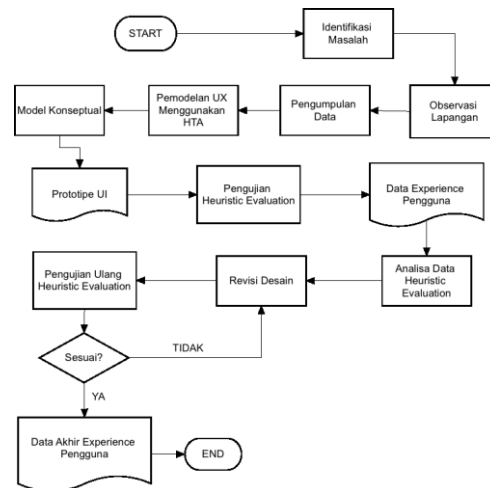 START
Identifikasi
Masalah
Model Konseptual
Pemodelan UX
Menggunakan
HTA
Pengumpulan
Data
Observasi
Lapangan
Prototipe UI
Pengujian
Heuristic Evaluation
Data Experience
Pengguna
Pengujian Ulang
Heuristic Evaluation
Revisi Desain
Analisa Data
Heuristic
Evaluation
Sesuai?
TIDAK
YA
Data Akhir Experience
Pengguna
END